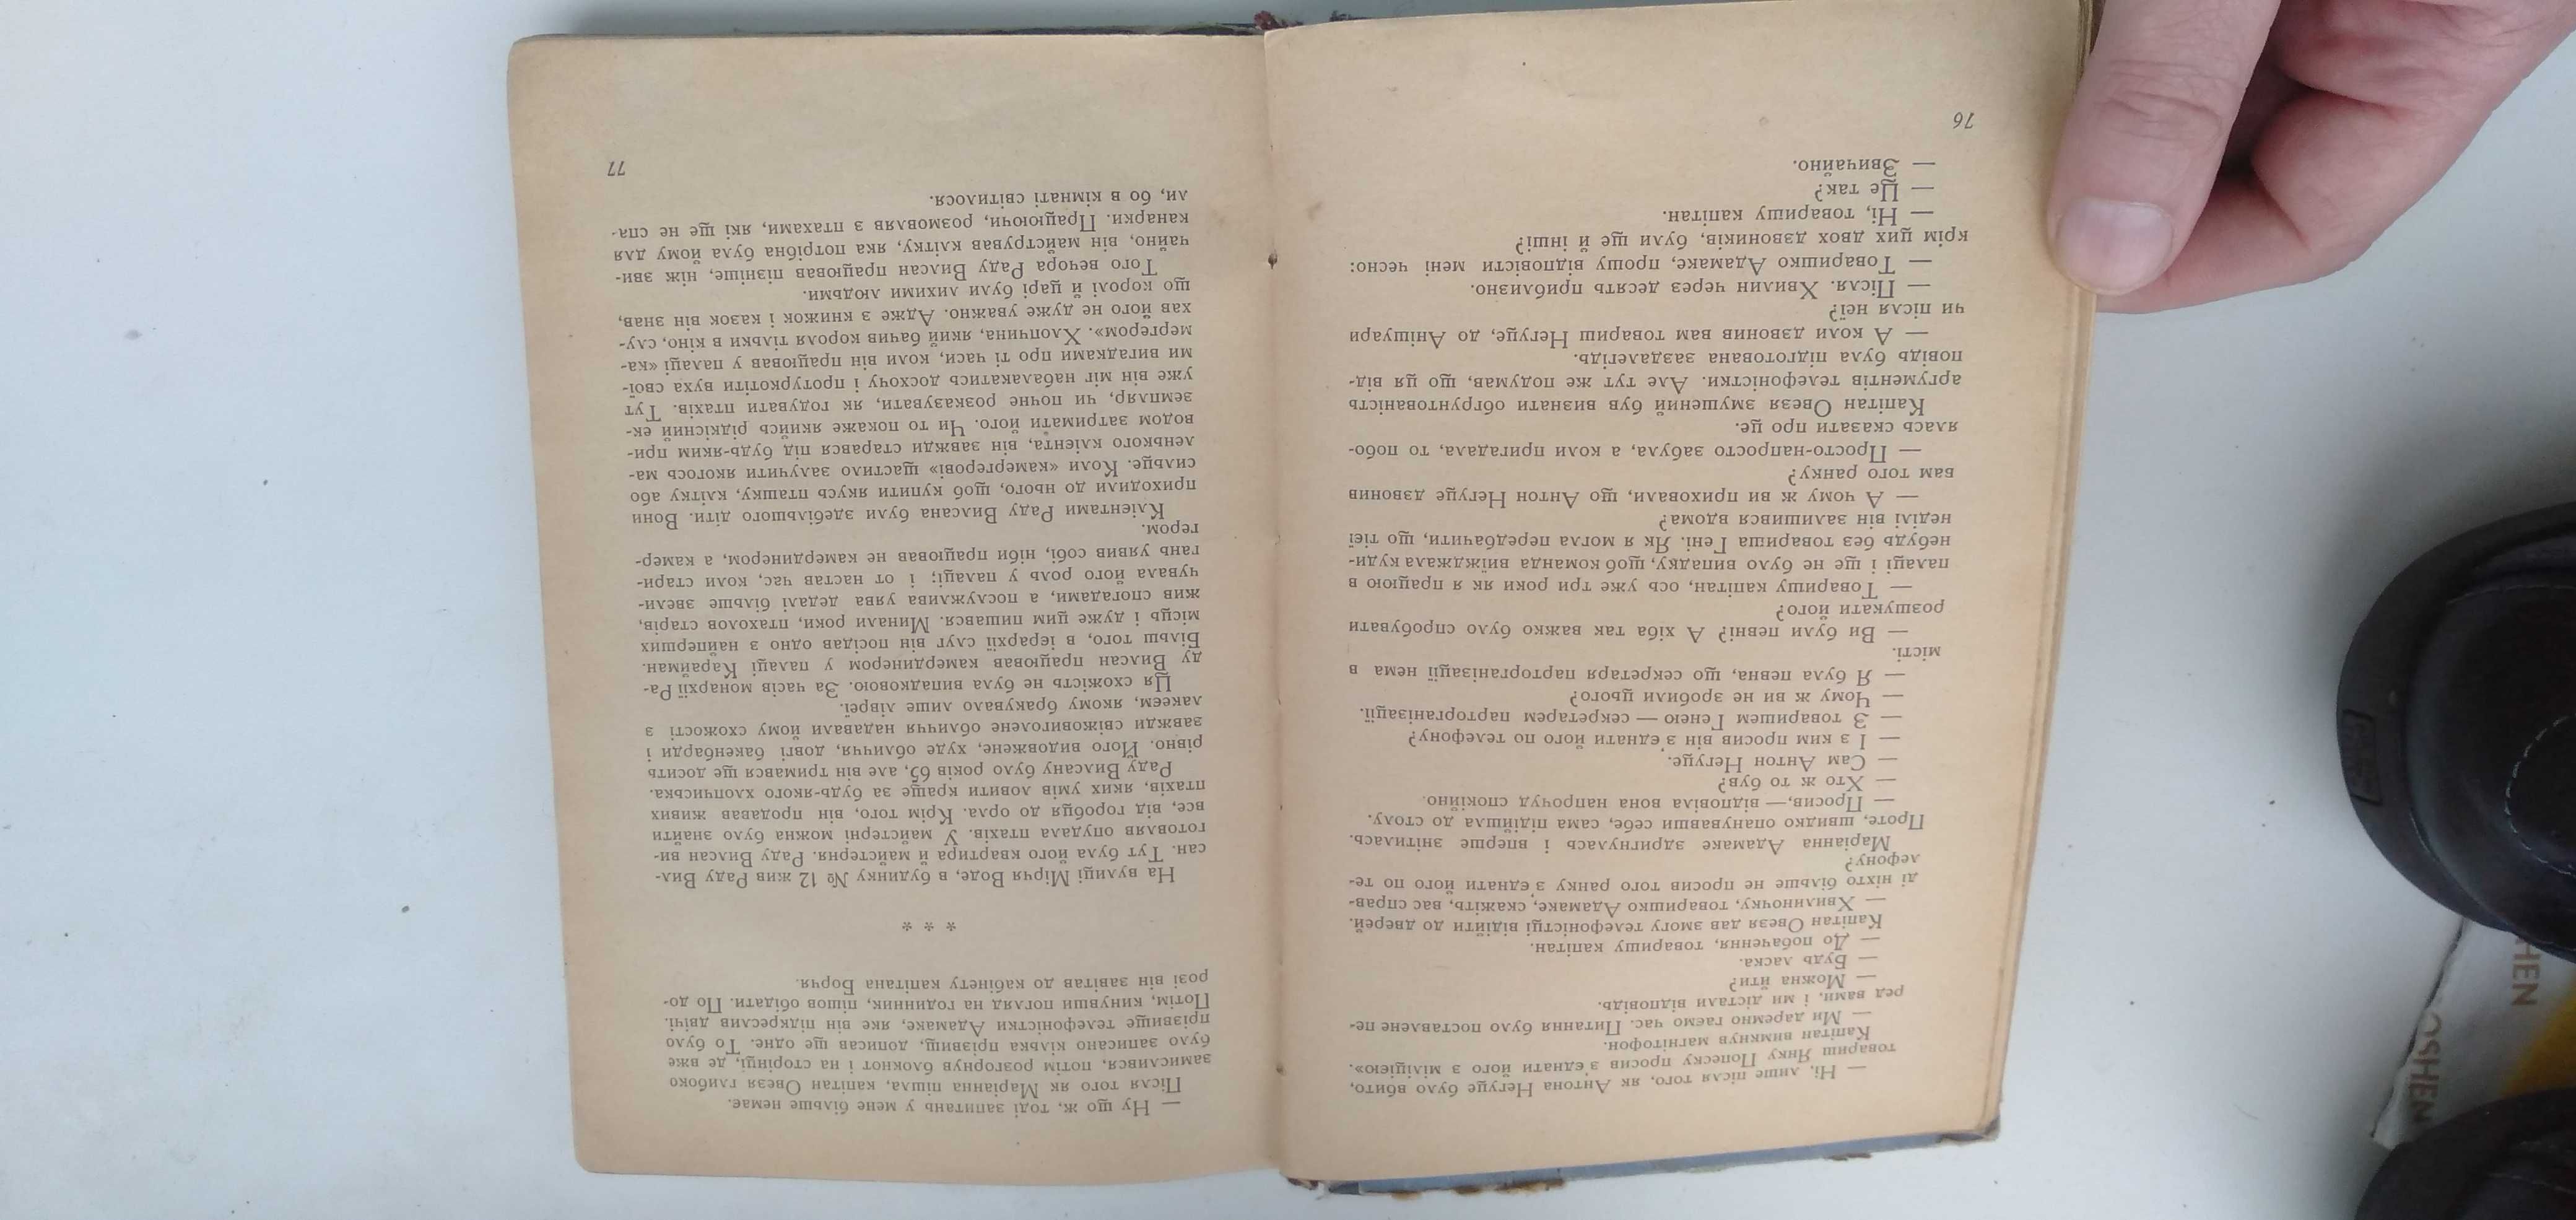 — Ні, лише після того, як Антона Негуце було вбито,
товариш Янку Попеску просив з'єднати його з міліцією».
Капітан вимкнув магнітофон.
— Ми даремно гаємо час. Питання було поставлене пе-
ред вами, і ми дістали відповідь.
— Можна йти?
— Будь ласка.
— До побачення, товаришу капітан.
Капітан Овезя дав змогу телефоністці відійти до дверей.
— Хвилиночку, товаришко Адамаке, скажіть, вас справ-
ді ніхто більше не просив того ранку з'єднати його по те-
лефону?
Маріанна Адамаке здригнулась і вперше знітилась.
Проте, швидко опанувавши себе, сама підійшла до столу.
— Просив,— відповіла вона напрочуд спокійно.
— Хто ж то був?
— Сам Антон Негуце.
— І з ким просив він з'єднати його по телефону?
— З товаришем Генею — секретарем парторганізації.
— Чому ж ви не зробили цього?
— Я була певна, що секретаря парторганізації нема в
місті.
— Ви були певні? А хіба так важко було спробувати
розшукати його?
— Товаришу капітан, ось уже три роки як я працюю в
палаці і ще не було випадку, щоб команда виїжджала куди-
небудь без товариша Гені. Як я могла передбачити, що тієї
неділі він залишився вдома?
— А чому ж ви приховали, що Антон Негуце дзвонив
вам того ранку?
— Просто-напросто забула, а коли пригадала, то побо-
ялась сказати про це.
Капітан Овезя змушений був визнати обгрунтованість
аргументів телефоністки. Але тут же подумав, що ця від-
повідь була підготована заздалегідь.
— А коли дзвонив вам товариш Негуце, до Анішуари
чи після неї?
— Після. Хвилин через десять приблизно.
— Товаришко Адамаке, прошу відповісти мені чесно:
крім цих двох дзвоників, були ще й інші?
— Ні, товаришу капітан.
— Це так?
— Звичайно.
76
— Ну що ж, тоді запитань у мене більше немає.
Після того як Маріанна пішла, капітан Овезя глибоко
замислився, потім розгорнув блокнот і на сторінці, де вже
було записано кілька прізвищ, дописав ще одне. То було
прізвище телефоністки Адамаке, яке він підкреслив двічі.
Потім, кинувши погляд на годинник, пішов обідати. По до-
розі він завітав до кабінету капітана Борчя.
* * *
На вулиці Мірчя Воде, в будинку № 12 жив Раду Вил-
сан. Тут була його квартира й майстерня. Раду Вилсан ви-
готовляв опудала птахів. У майстерні можна було знайти
все, від горобця до орла. Крім того, він продавав живих
птахів, яких умів ловити краще за будь-якого хлопчиська.
Раду Вилсану було років 65, але він тримався ще досить
рівно. Його видовжене, худе обличчя, довгі бакенбарди і
завжди свіжовиголене обличчя надавали йому схожості з
лакеєм, якому бракувало лише лівреї.
Ця схожість не була випадковою. За часів монархії Ра-
ду Вилсан працював камердинером у палаці Карайман.
Більш того, в ієрархії слуг він посідав одно з найперших
місць і дуже цим пишався. Минали роки, птахолов старів,
жив спогадами, а послужлива уява дедалі більше звели-
чувала його роль у палаці; і от настав час, коли стари-
гань уявив собі, ніби працював не камердинером, а камер-
гером.
Клієнтами Раду Вилсана були здебільшого діти. Вони
приходили до нього, щоб купити якусь пташку, клітку або
сильце. Коли «камергерові» щастило залучити якогось ма-
ленького клієнта, він завжди старався під будь-яким при-
водом затримати його. Чи то покаже якийсь рідкісний ек-
земпляр, чи почне розказувати, як годувати птахів. Тут
уже він міг набалакатись досхочу і протуркотіти вуха свої-
ми вигадками про ті часи, коли він працював у палаці «ка-
мергером». Хлопчина, який бачив короля тільки в кіно, слу-
хав його не дуже уважно. Адже з книжок і казок він знав,
що королі й царі були лихими людьми.
Того вечора Раду Вилсан працював пізніше, ніж зви-
чайно, він майстрував клітку, яка потрібна була йому для
канарки. Працюючи, розмовляв з птахами, які ще не спа-
ли, бо в кімнаті світилося.
77